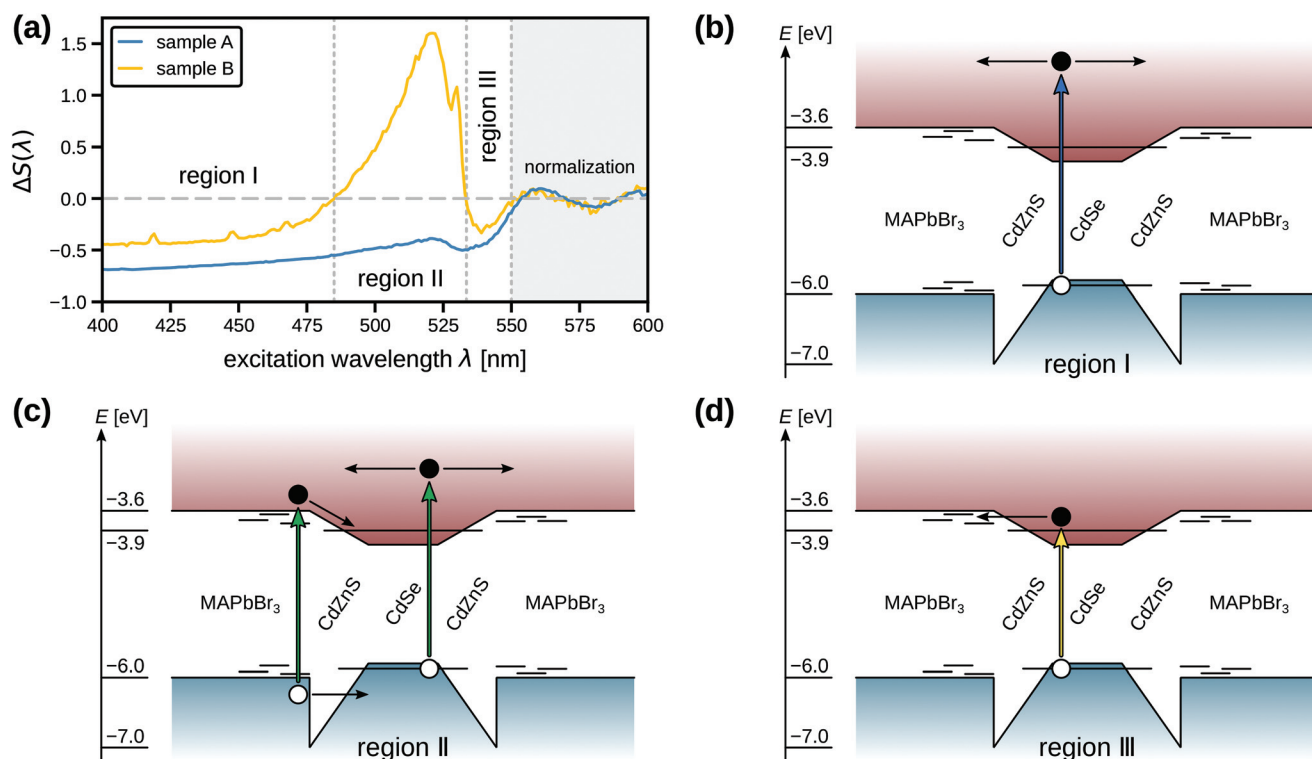 (a)
sample A
sample B
ΔS(λ)
1.5
1.0
0.5
0.0
−0.5
−1.0
region I
region II
region III
normalization
400
425
450
475
500
525
550
575
600
excitation wavelength λ [nm]
(b)
E [eV]
−3.6
−3.9
−6.0
−7.0
MAPbBr₃
CdZnS
CdSe
CdZnS
MAPbBr₃
region I
(c)
E [eV]
−3.6
−3.9
−6.0
−7.0
MAPbBr₃
CdZnS
CdSe
CdZnS
MAPbBr₃
region II
(d)
E [eV]
−3.6
−3.9
−6.0
−7.0
MAPbBr₃
CdZnS
CdSe
CdZnS
MAPbBr₃
region III